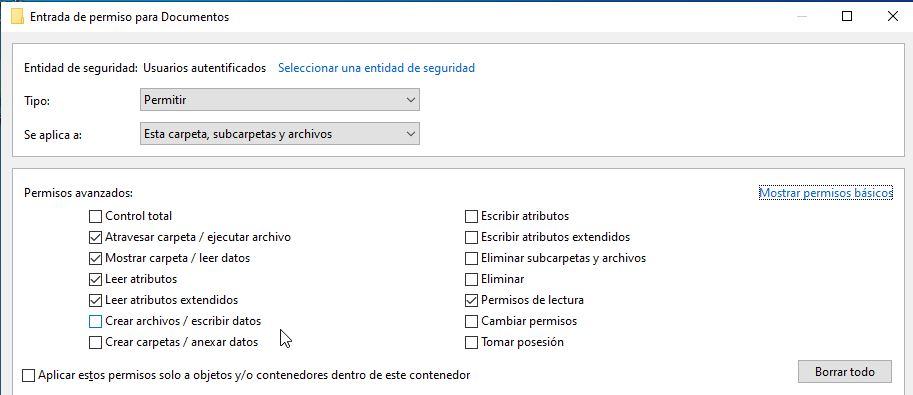 Entrada de permiso para Documentos
Entidad de seguridad: Usuarios autentificados Seleccionar una entidad de seguridad
Tipo: Permitir
Se aplica a: Esta carpeta, subcarpetas y archivos
Permisos avanzados: Mostrar permisos básicos
Control total Escribir atributos
Atravesar carpeta / ejecutar archivo Escribir atributos extendidos
Mostrar carpeta / leer datos Eliminar subcarpetas y archivos
Leer atributos Eliminar
Leer atributos extendidos Permisos de lectura
Crear archivos / escribir datos Cambiar permisos
Crear carpetas / anexar datos Tomar posesión
Aplicar estos permisos solo a objetos y/o contenedores dentro de este contenedor Borrar todo